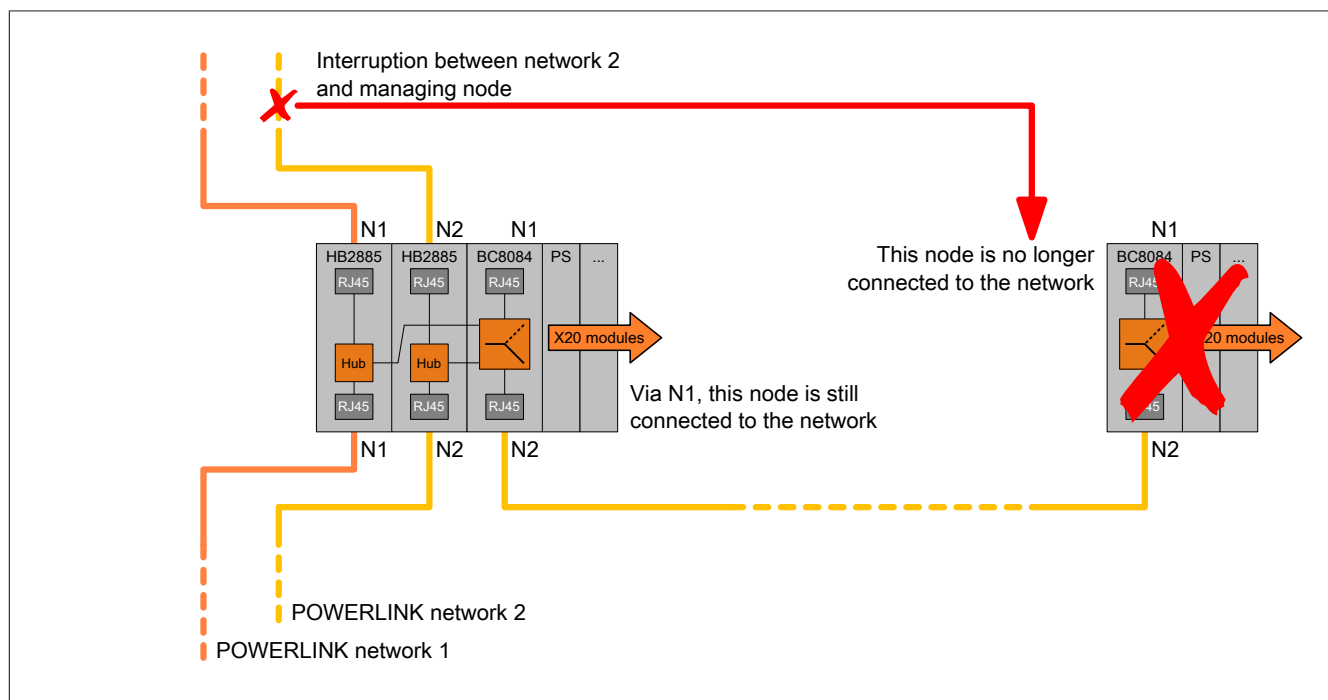 Interruption between network 2
and managing node
N1
N2
N1
HB2885
HB2885
BC8084
PS
...
RJ45
RJ45
RJ45
Hub
Hub
X20 modules
RJ45
RJ45
RJ45
N1
N2
N2
Via N1, this node is still
connected to the network
This node is no longer
connected to the network
N1
BC8084
PS
...
RJ45
20 modules
45
N2
POWERLINK network 2
POWERLINK network 1